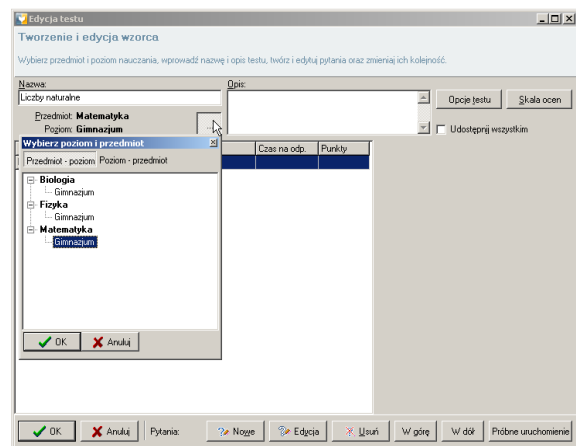 Edycja testu
Tworzenie i edycja wzorca
Wybierz przedmiot i poziom nauczania, wprowadź nazwę i opis testu, twórz i edytuj pytania oraz zmieniaj ich kolejność.
Nazwa: Opis:
Liczby naturalne
Opcje testu Skala ocen
Przedmiot: Matematyka
Poziom: Gimnazjum ... Udostępnij wszystkim
Wybierz poziom i przedmiot Czas na odp. Punkty
Przedmiot - poziom Poziom - przedmiot
Biologia
Gimnazjum
Fizyka
Gimnazjum
Matematyka
Gimnazjum
OK Anuluj
OK Anuluj Pytania: Nowe Edycja Usuń W górę W dół Próbne uruchomienie